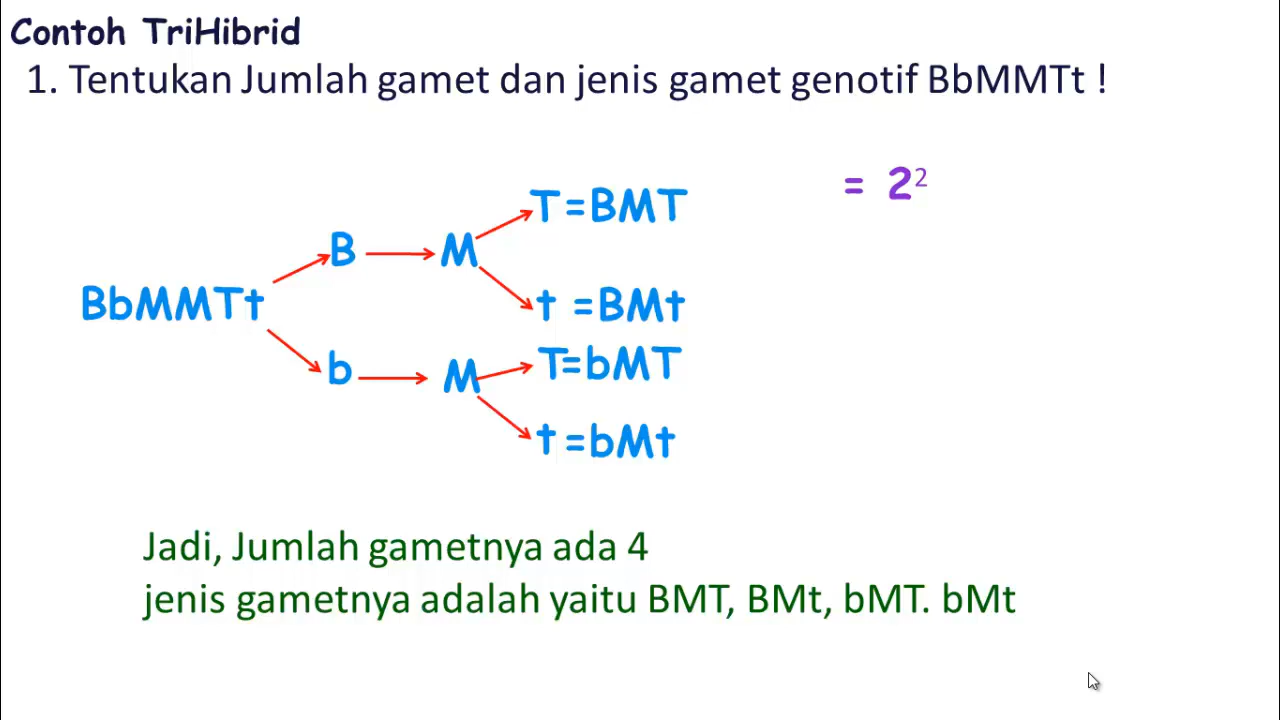 Contoh TriHibrid
1. Tentukan Jumlah gamet dan jenis gamet genotif BbMMTt !
= 2²
T=BMT
B M
t =BMt
BbMMTt
T=bMT
b M
t=bMt
Jadi, Jumlah gametnya ada 4
jenis gametnya adalah yaitu BMT, BMt, bMT. bMt